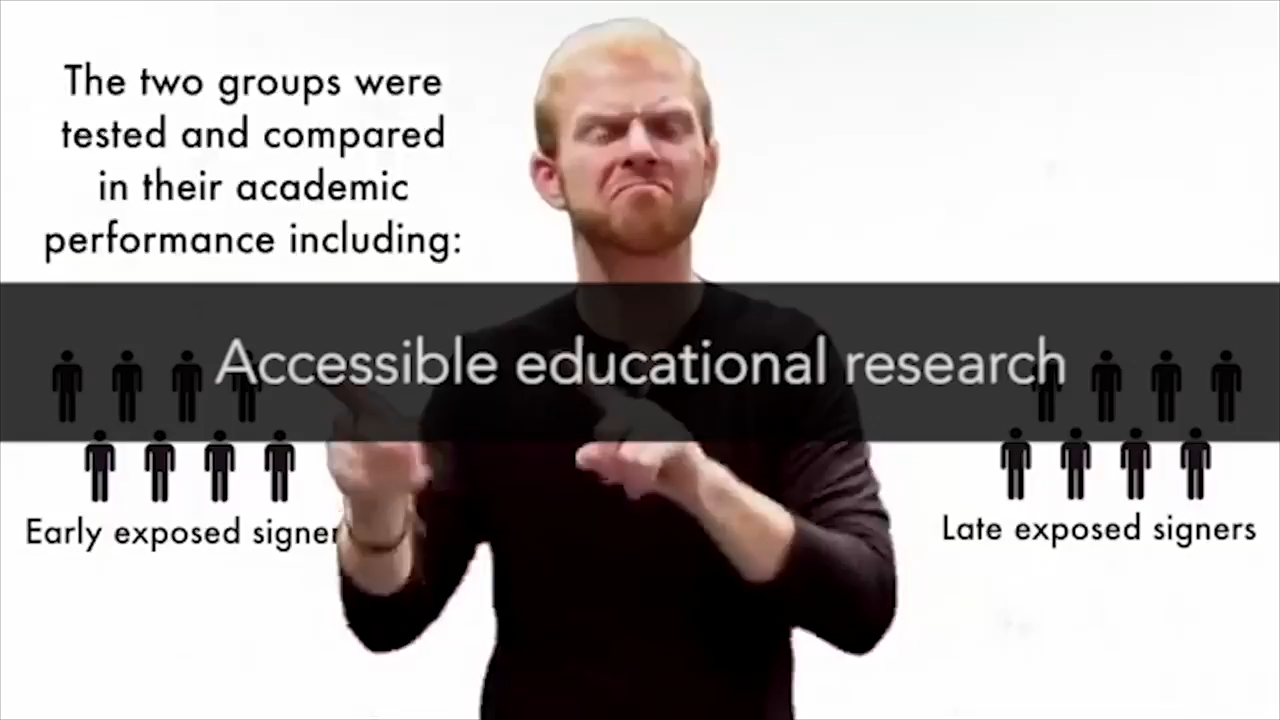 The two groups were
tested and compared
in their academic
performance including:
Accessible educational research
Early exposed signer
Late exposed signers